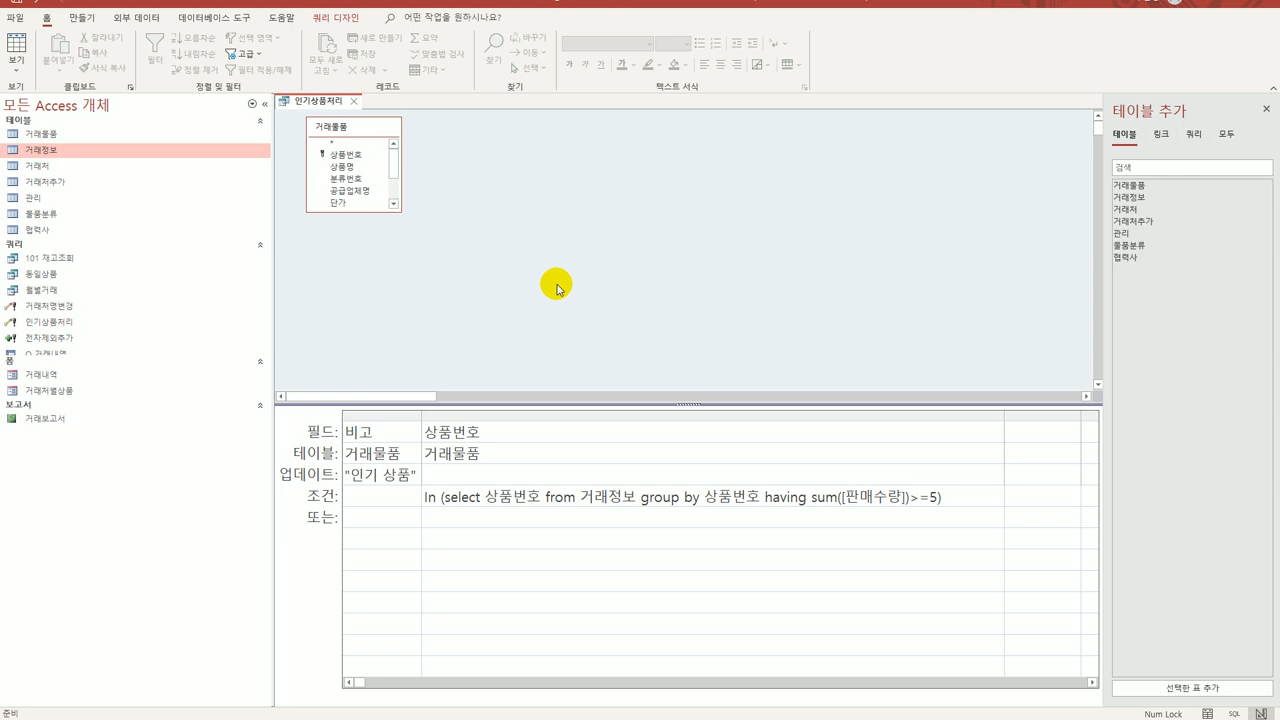 파일 홈 만들기 외부 데이터 데이터베이스 도구 도움말 쿼리 디자인 어떤 작업을 원하시나요?
보기
붙여넣기
잘라내기
복사
서식 복사
필터
오름차순
내림차순
정렬 제거
선택 영역
고급
필터 적용/해제
모두 새로 고침
새로 만들기
저장
삭제
요약
맞춤법 검사
기타
찾기
바꾸기
이동
선택
가 가 가 가 가
보기 클립보드 정렬 및 필터 레코드 찾기 텍스트 서식
모든 Access 개체
테이블
거래물품
거래정보
거래처
거래처추가
관리
물품분류
협력사
쿼리
101 재고조회
동일상품
월별거래
거래처명변경
인기상품처리
전자제외추가
폼
거래내역
거래처별상품
보고서
거래보고서
인기상품처리
거래물품
*
상품번호
상품명
분류번호
공급업체명
단가
필드: 비고 상품번호
테이블: 거래물품 거래물품
업데이트: "인기 상품"
조건: In (select 상품번호 from 거래정보 group by 상품번호 having sum([판매수량])>=5)
또는:
테이블 추가
테이블 링크 쿼리 모두
검색
거래물품
거래정보
거래처
거래처추가
관리
물품분류
협력사
선택한 표 추가
준비
Num Lock
SQL